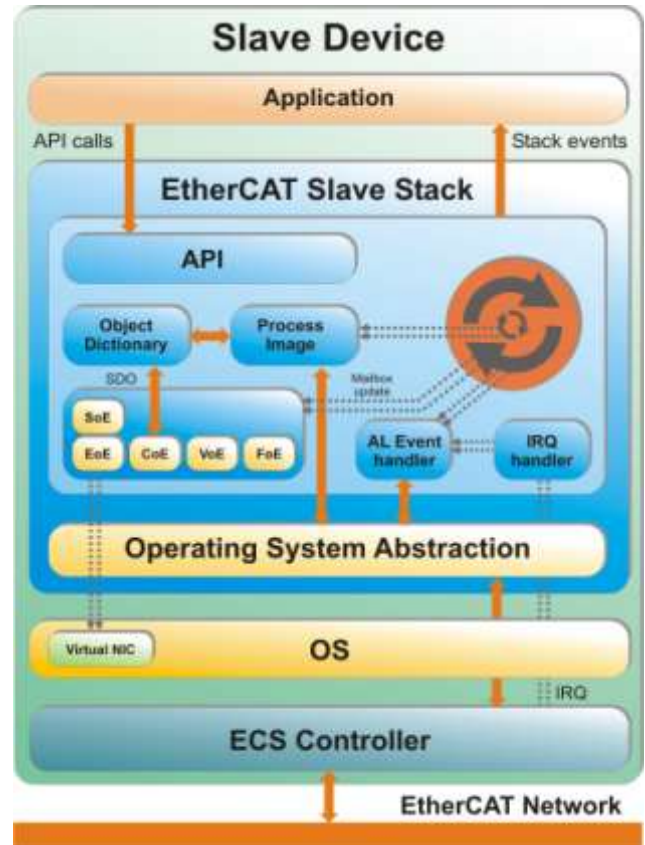 Slave Device
Application
API calls
Stack events
EtherCAT Slave Stack
API
Object
Dictionary
Process
Image
SDO
Mailbox
update
SoE
EoE
CoE
VoE
FoE
AL Event
handler
IRQ
handler
Operating System Abstraction
Virtual NIC
OS
IRQ
ECS Controller
EtherCAT Network